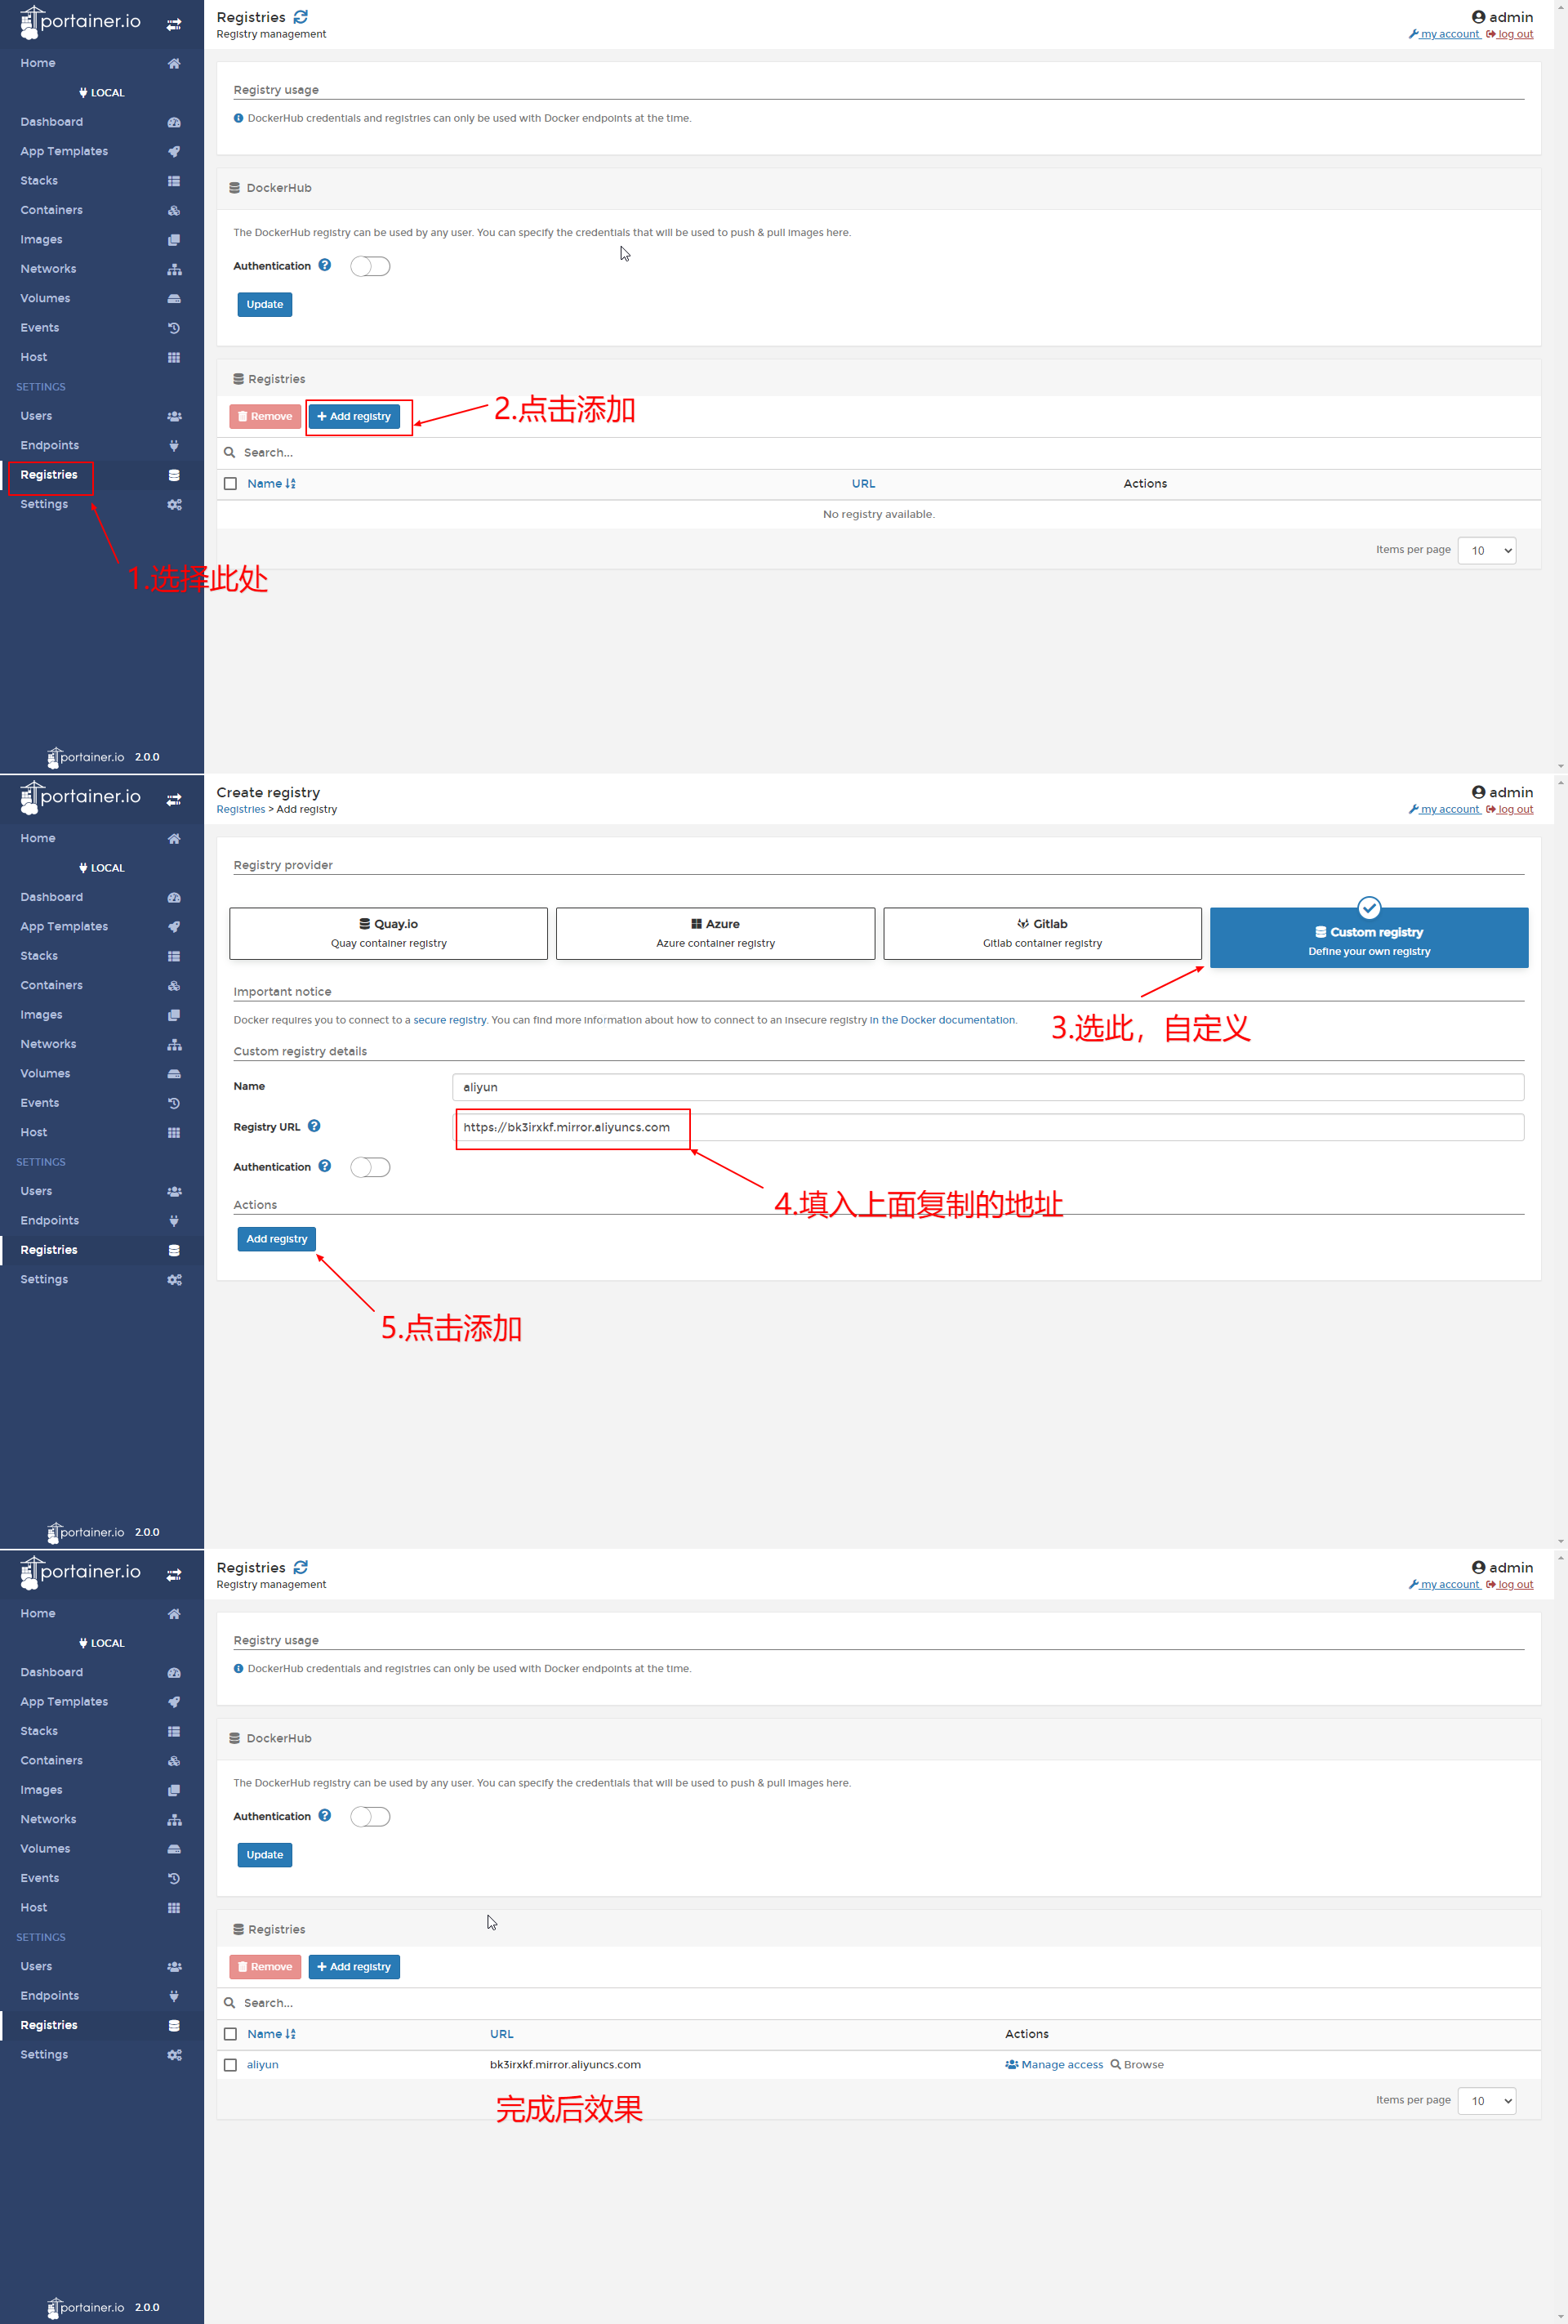 portainer.io
Registries
Registry management
admin
my account log out
Home
LOCAL
Dashboard
App Templates
Stacks
Containers
Images
Networks
Volumes
Events
Host
SETTINGS
Users
Endpoints
Registries
Settings
1.选择此处
portainer.io 2.0.0
Registry usage
DockerHub credentials and registries can only be used with Docker endpoints at the time.
DockerHub
The DockerHub registry can be used by any user. You can specify the credentials that will be used to push & pull images here.
Authentication
Update
Registries
Remove + Add registry
2.点击添加
Search...
Name URL Actions
No registry available.
Items per page 10
portainer.io
Create registry
Registries > Add registry
admin
my account log out
Home
LOCAL
Dashboard
App Templates
Stacks
Containers
Images
Networks
Volumes
Events
Host
SETTINGS
Users
Endpoints
Registries
Settings
portainer.io 2.0.0
Registry provider
Quay.io
Quay container registry
Azure
Azure container registry
Gitlab
Gitlab container registry
Custom registry
Define your own registry
Important notice
Docker requires you to connect to a secure registry. You can find more information about how to connect to an insecure registry in the Docker documentation.
3.选此，自定义
Custom registry details
Name aliyun
Registry URL https://bk3irxkf.mirror.aliyuncs.com
Authentication
4.填入上面复制的地址
Actions
Add registry
5.点击添加
portainer.io
Registries
Registry management
admin
my account log out
Home
LOCAL
Dashboard
App Templates
Stacks
Containers
Images
Networks
Volumes
Events
Host
SETTINGS
Users
Endpoints
Registries
Settings
portainer.io 2.0.0
Registry usage
DockerHub credentials and registries can only be used with Docker endpoints at the time.
DockerHub
The DockerHub registry can be used by any user. You can specify the credentials that will be used to push & pull images here.
Authentication
Update
Registries
Remove + Add registry
Search...
Name URL Actions
aliyun bk3irxkf.mirror.aliyuncs.com Manage access Browse
完成后效果
Items per page 10